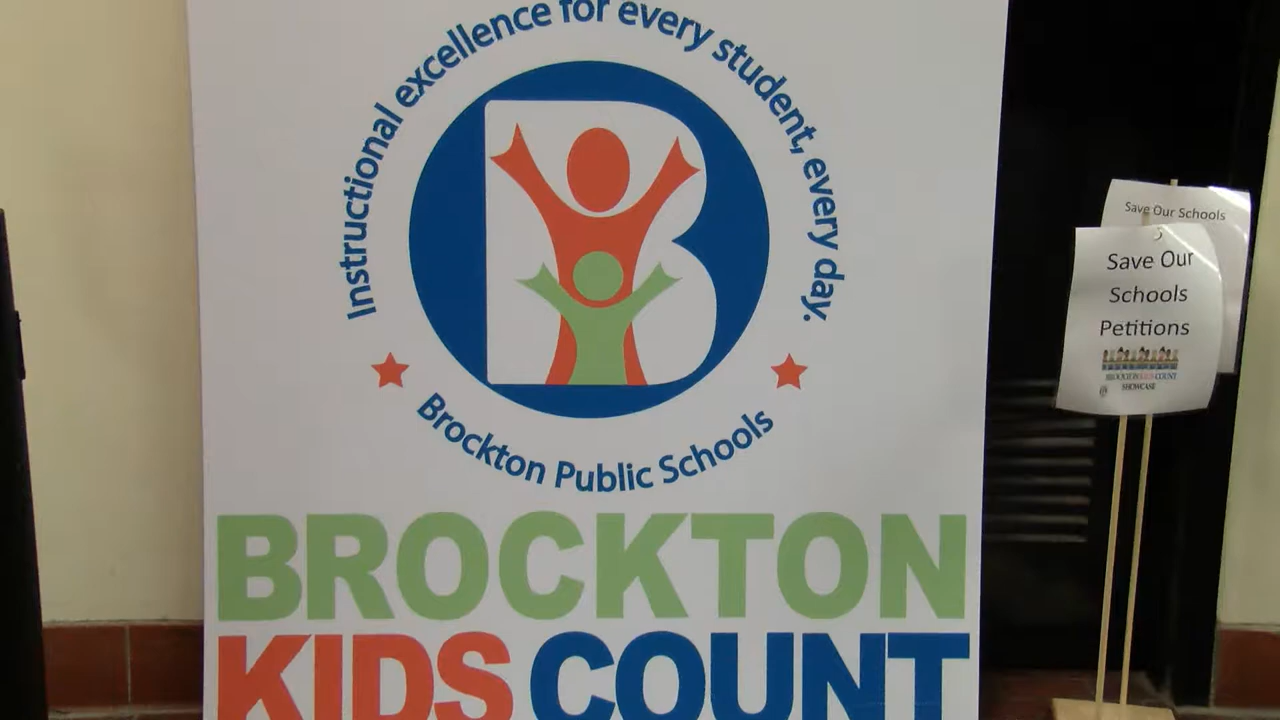 Instructional excellence for every student, every day.
Brockton Public Schools
BROCKTON
KIDS COUNT
Save Our Schools
Save Our
Schools
Petitions
BROCKTON KIDS COUNT
SHOWCASE